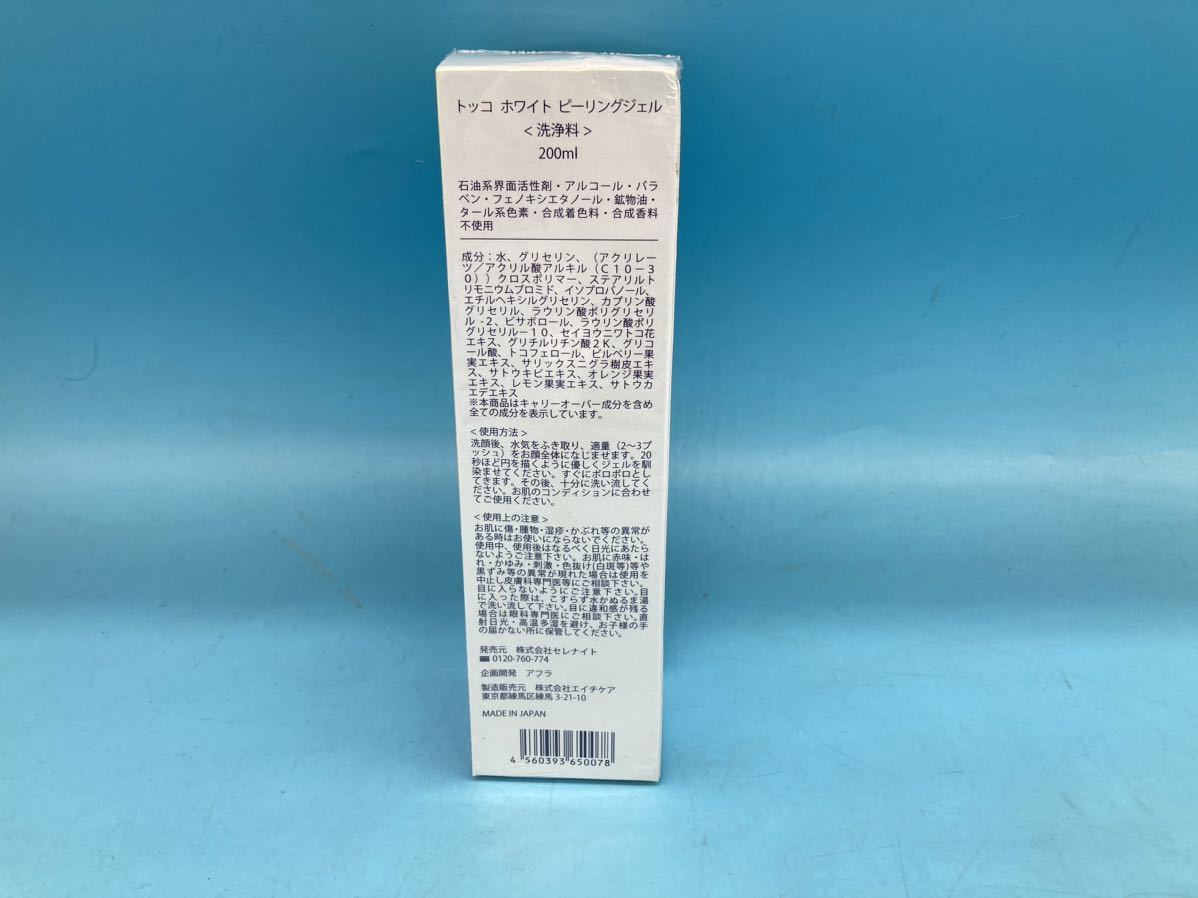 トッコ ホワイト ピーリングジェル
<洗浄料>
200ml
石油系界面活性剤・アルコール・パラ
ベン・フェノキシエタノール・鉱物油・
タール系色素・合成着色料・合成香料
不使用
成分：水、グリセリン、（アクリレー
ツ／アクリル酸アルキル（C10－3
0））クロスポリマー、ステアリルト
リモニウムブロミド、イソプロパノール、
エチルヘキシルグリセリン、カプリン酸
グリセリル、ラウリン酸ポリグリセリ
ル -2、ビサボロール、ラウリン酸ポリ
グリセリル－10、セイヨウニワトコ花
エキス、グリチルリチン酸2K、グリコ
ール酸、トコフェロール、ビルベリー果
実エキス、サリックスニグラ樹皮エキ
ス、サトウキビエキス、オレンジ果実
エキス、レモン果実エキス、サトウカ
エデエキス
※本商品はキャリーオーバー成分を含め
全ての成分を表示しています。
<使用方法>
洗顔後、水気をふき取り、適量（2～3プ
ッシュ）をお顔全体になじませます。20
秒ほど円を描くように優しくジェルを馴
染ませてください。すぐにポロポロとし
てきます。その後、十分に洗い流してく
ださい。お肌のコンディションに合わせ
てご使用ください。
<使用上の注意>
お肌に傷・腫物・湿疹・かぶれ等の異常が
ある時はお使いにならないでください。
使用中、使用後はなるべく日光にあたら
ないようご注意下さい。お肌に赤味・は
れ・かゆみ・刺激・色抜け(白斑等)等や
黒ずみ等の異常が現れた場合は使用を
中止し皮膚科専門医等にご相談下さい。
目に入らないようにご注意下さい。目
に入った際は、こすらず水かぬるま湯
で洗い流して下さい。目に違和感が残る
場合は眼科専門医にご相談下さい。直
射日光・高温多湿を避け、お子様の手
の届かない所に保管してください。
発売元 株式会社セレナイト
☎ 0120-760-774
企画開発 アフラ
製造販売元 株式会社エイチケア
東京都練馬区練馬 3-21-10
MADE IN JAPAN
4 560393 650078